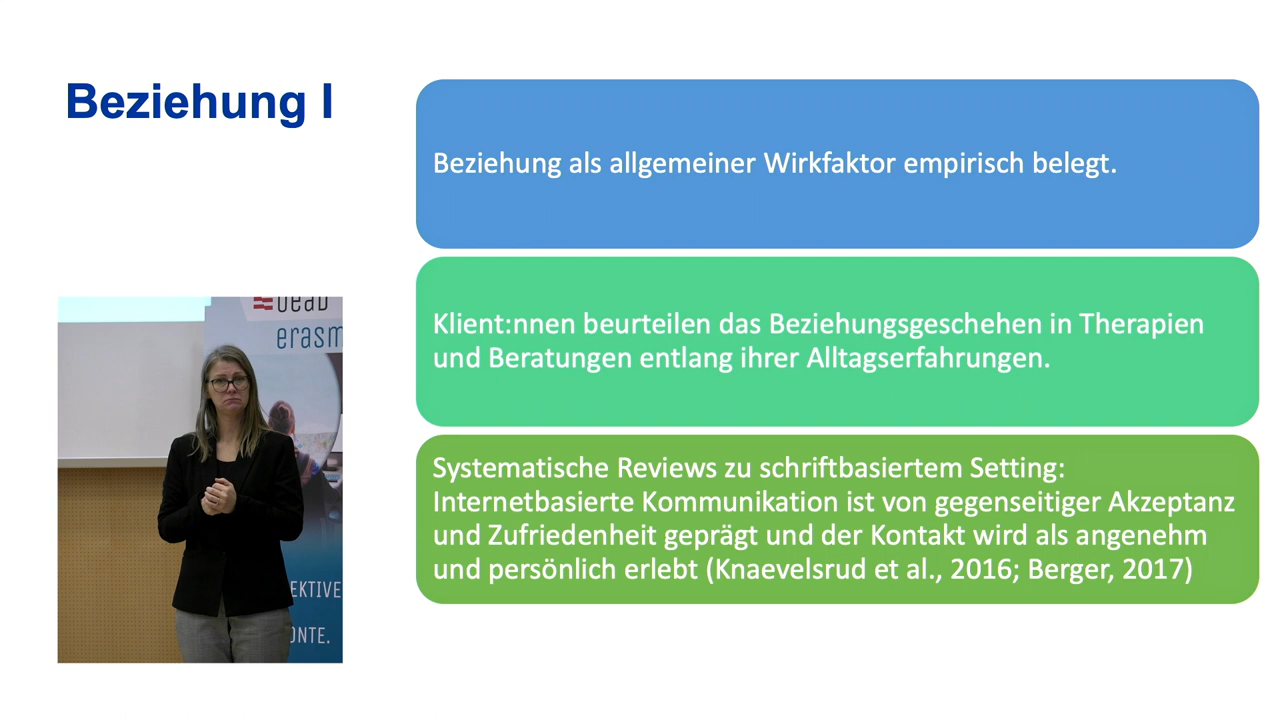 Beziehung I
Beziehung als allgemeiner Wirkfaktor empirisch belegt.
Klient:nnen beurteilen das Beziehungsgeschehen in Therapien
und Beratungen entlang ihrer Alltagserfahrungen.
Systematische Reviews zu schriftbasiertem Setting:
Internetbasierte Kommunikation ist von gegenseitiger Akzeptanz
und Zufriedenheit geprägt und der Kontakt wird als angenehm
und persönlich erlebt (Knaevelsrud et al., 2016; Berger, 2017)
oead
erasm
EKTIVE
ONTE.